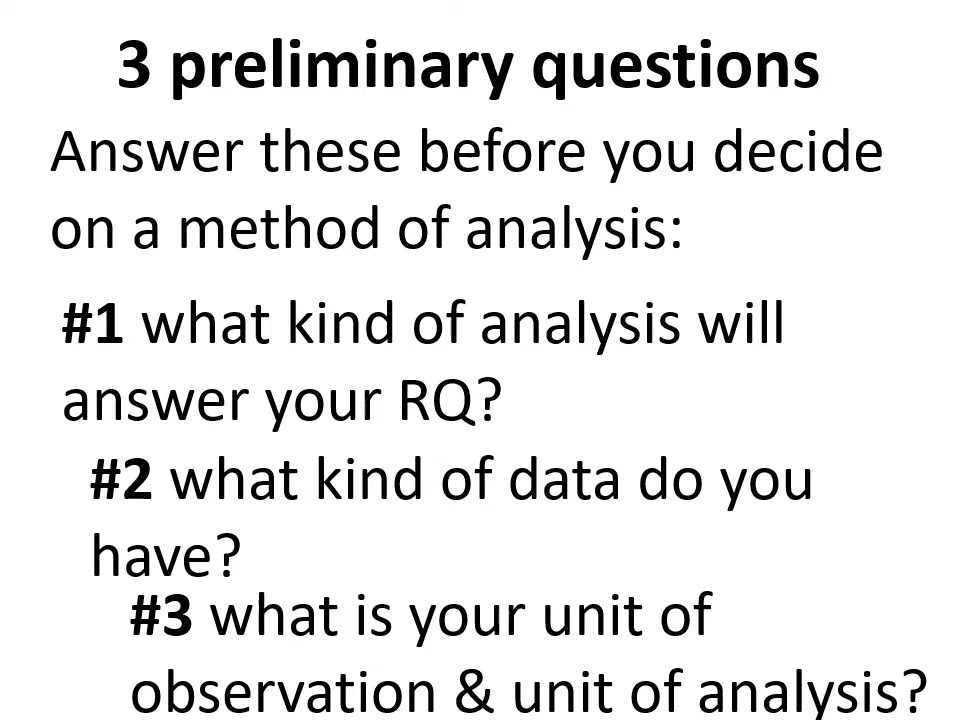 3 preliminary questions
Answer these before you decide
on a method of analysis:
#1 what kind of analysis will
answer your RQ?
#2 what kind of data do you
have?
#3 what is your unit of
observation & unit of analysis?